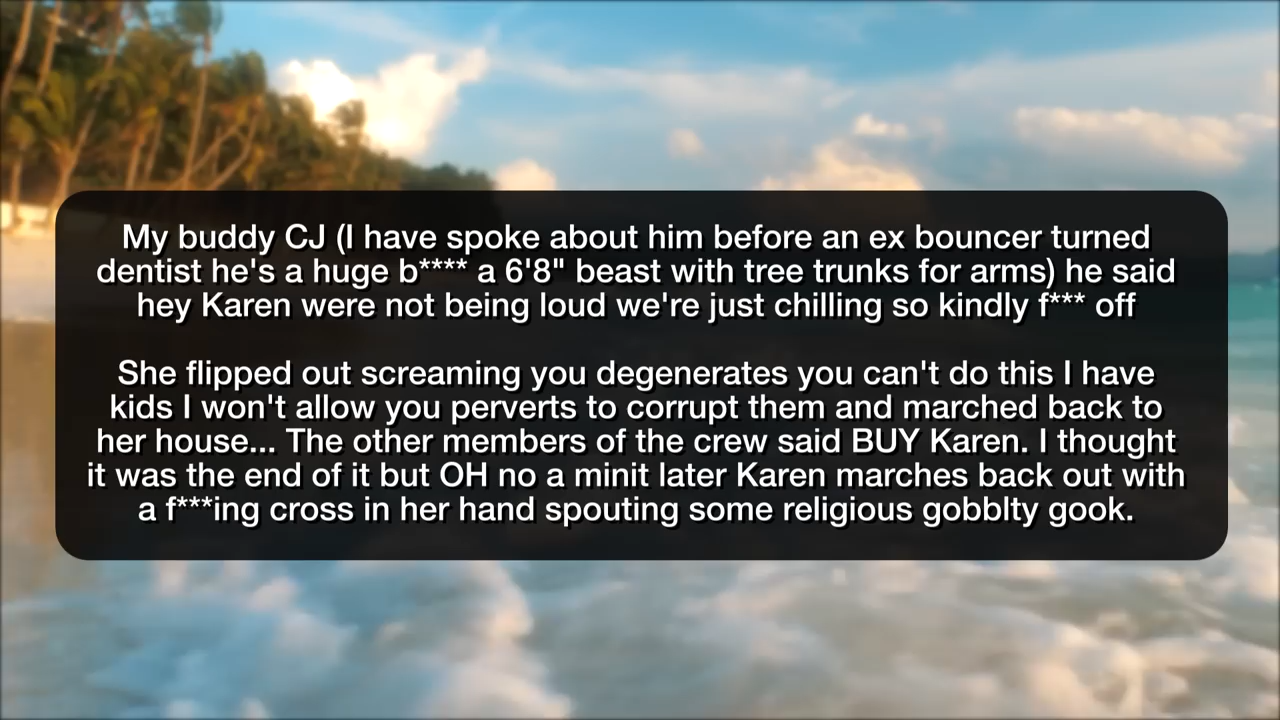 My buddy CJ (I have spoke about him before an ex bouncer turned
dentist he's a huge b**** a 6'8" beast with tree trunks for arms) he said
hey Karen were not being loud we're just chilling so kindly f*** off
She flipped out screaming you degenerates you can't do this I have
kids I won't allow you perverts to corrupt them and marched back to
her house... The other members of the crew said BUY Karen. I thought
it was the end of it but OH no a minit later Karen marches back out with
a f***ing cross in her hand spouting some religious gobblty gook.